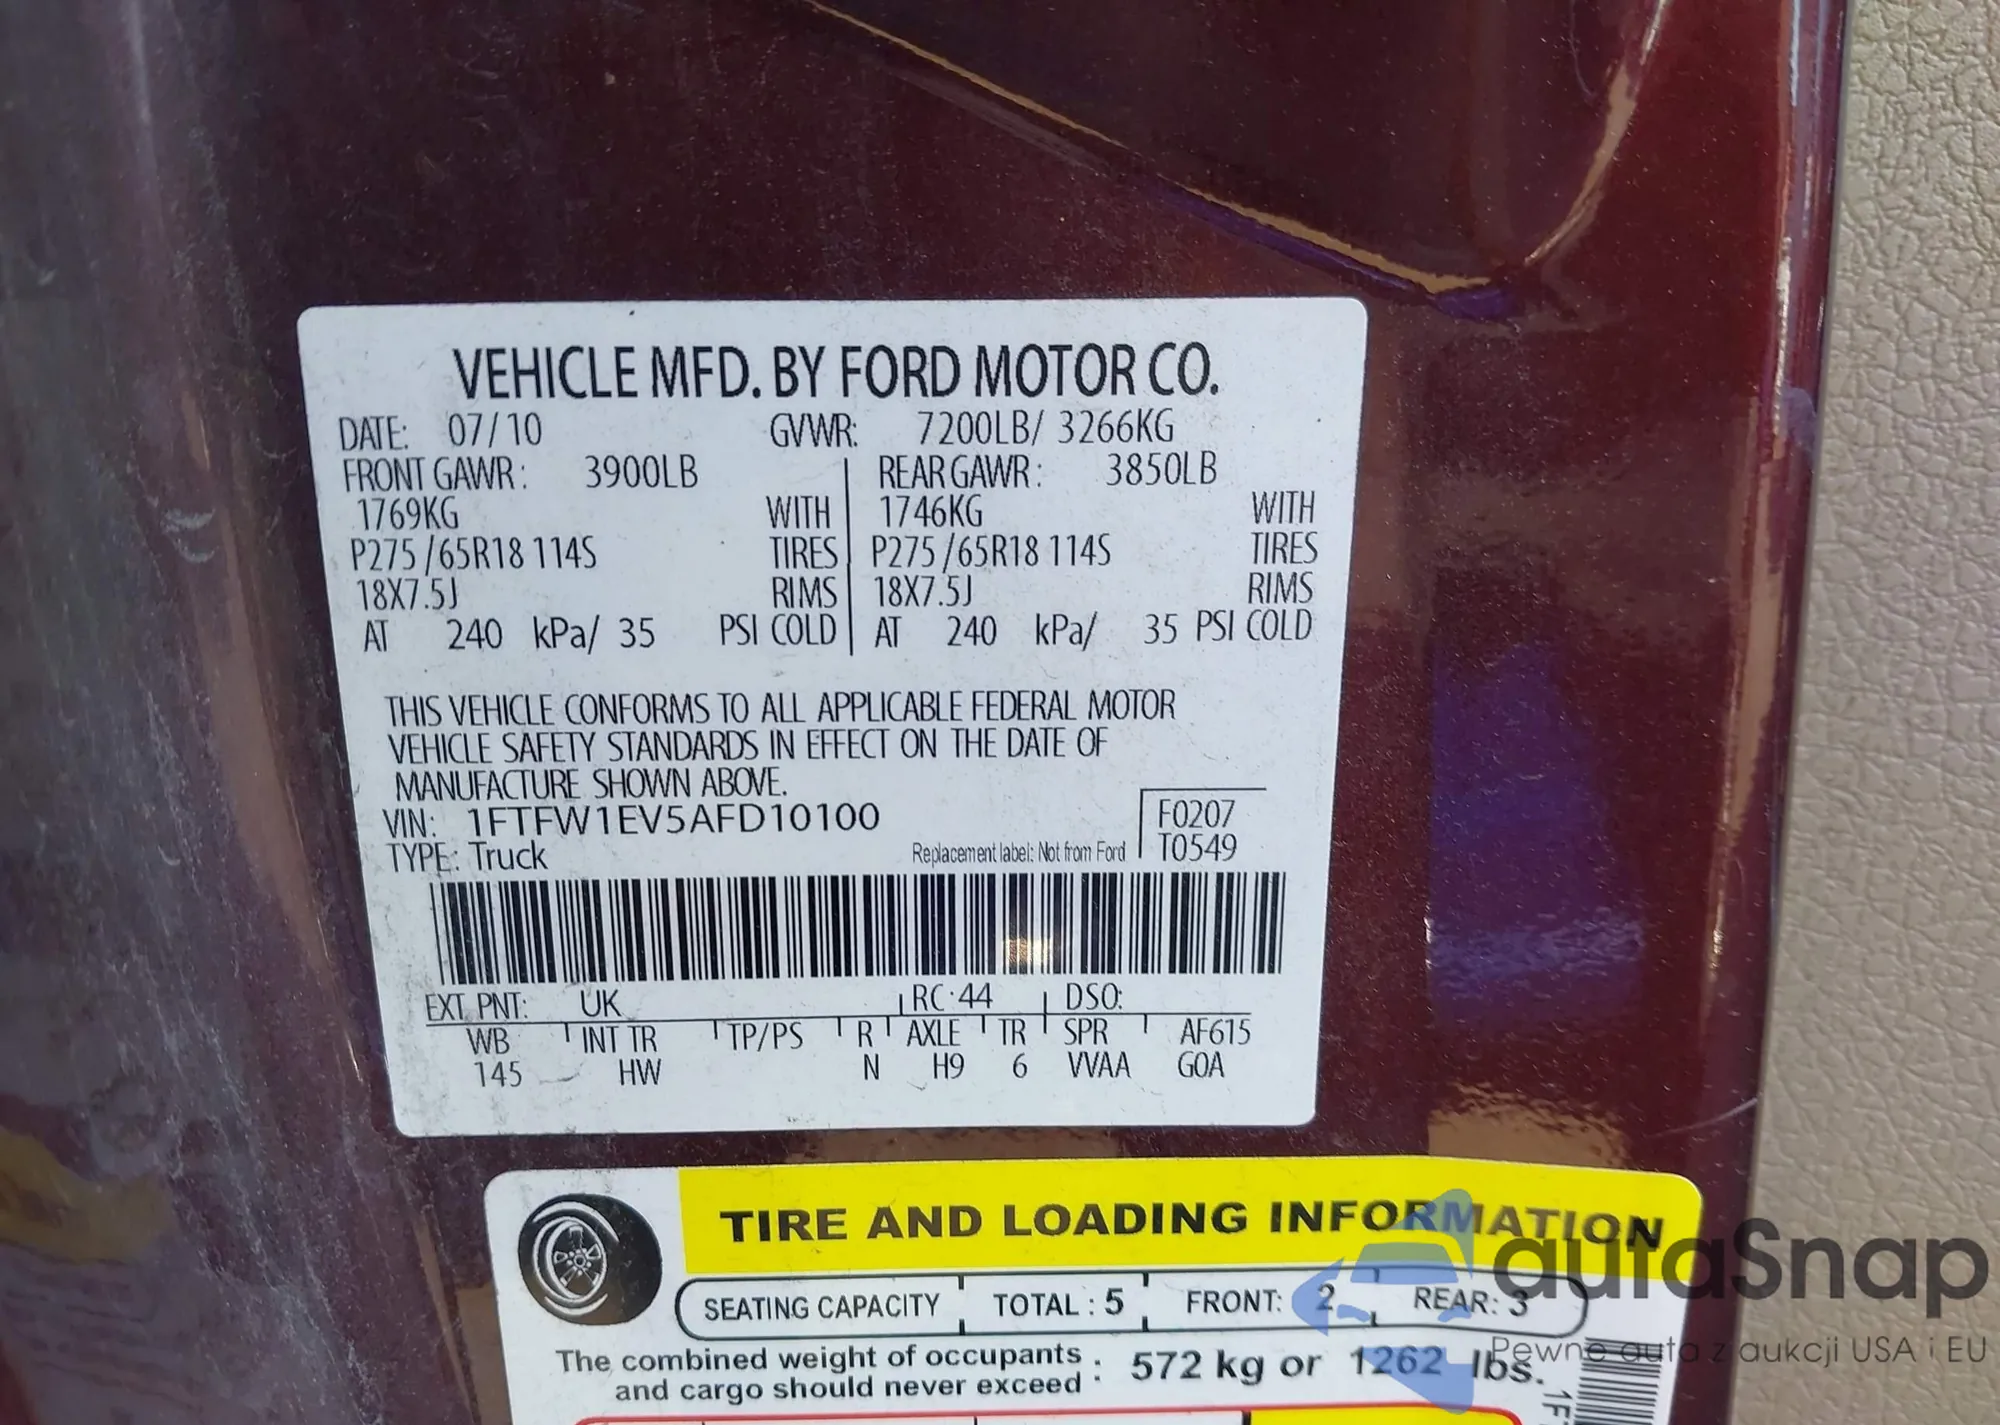 VEHICLE MFD. BY FORD MOTOR CO.
DATE: 07/10 GVWR: 7200LB/ 3266KG
FRONT GAWR: 3900LB REAR GAWR: 3850LB
1769KG WITH 1746KG WITH
P275/65R18 114S TIRES P275/65R18 114S TIRES
18X7.5J RIMS 18X7.5J RIMS
AT 240 kPa/ 35 PSI COLD AT 240 kPa/ 35 PSI COLD
THIS VEHICLE CONFORMS TO ALL APPLICABLE FEDERAL MOTOR
VEHICLE SAFETY STANDARDS IN EFFECT ON THE DATE OF
MANUFACTURE SHOWN ABOVE.
VIN: 1FTFW1EV5AFD10100 F0207
TYPE: Truck Replacement label: Not from Ford T0549
EXT PNT: UK RC:44 DSO:
WB INT TR TP/PS R AXLE TR SPR AF615
145 HW N H9 6 VVAA GOA
TIRE AND LOADING INFORMATION
SEATING CAPACITY TOTAL : 5 FRONT: 2 REAR: 3
The combined weight of occupants
and cargo should never exceed : 572 kg or 1262 lbs.
autaSnap
Pewne auta z aukcji USA i EU